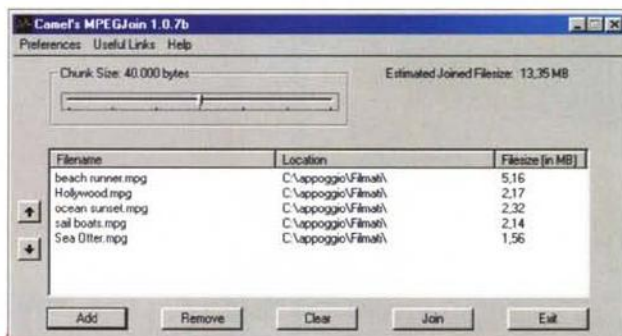 Camel's MPEGJoin 1.0.7b
Preferences Useful Links Help
Chunk Size: 40.000 bytes
Estimated Joined Filesize: 13,35 MB
Filename Location Filesize (in MB)
beach runner.mpg C:\appoggio\Filmati\ 5,16
Hollywood.mpg C:\appoggio\Filmati\ 2,17
ocean sunset.mpg C:\appoggio\Filmati\ 2,32
sail boats.mpg C:\appoggio\Filmati\ 2,14
Sea Otter.mpg C:\appoggio\Filmati\ 1,56
Add Remove Clear Join Exit